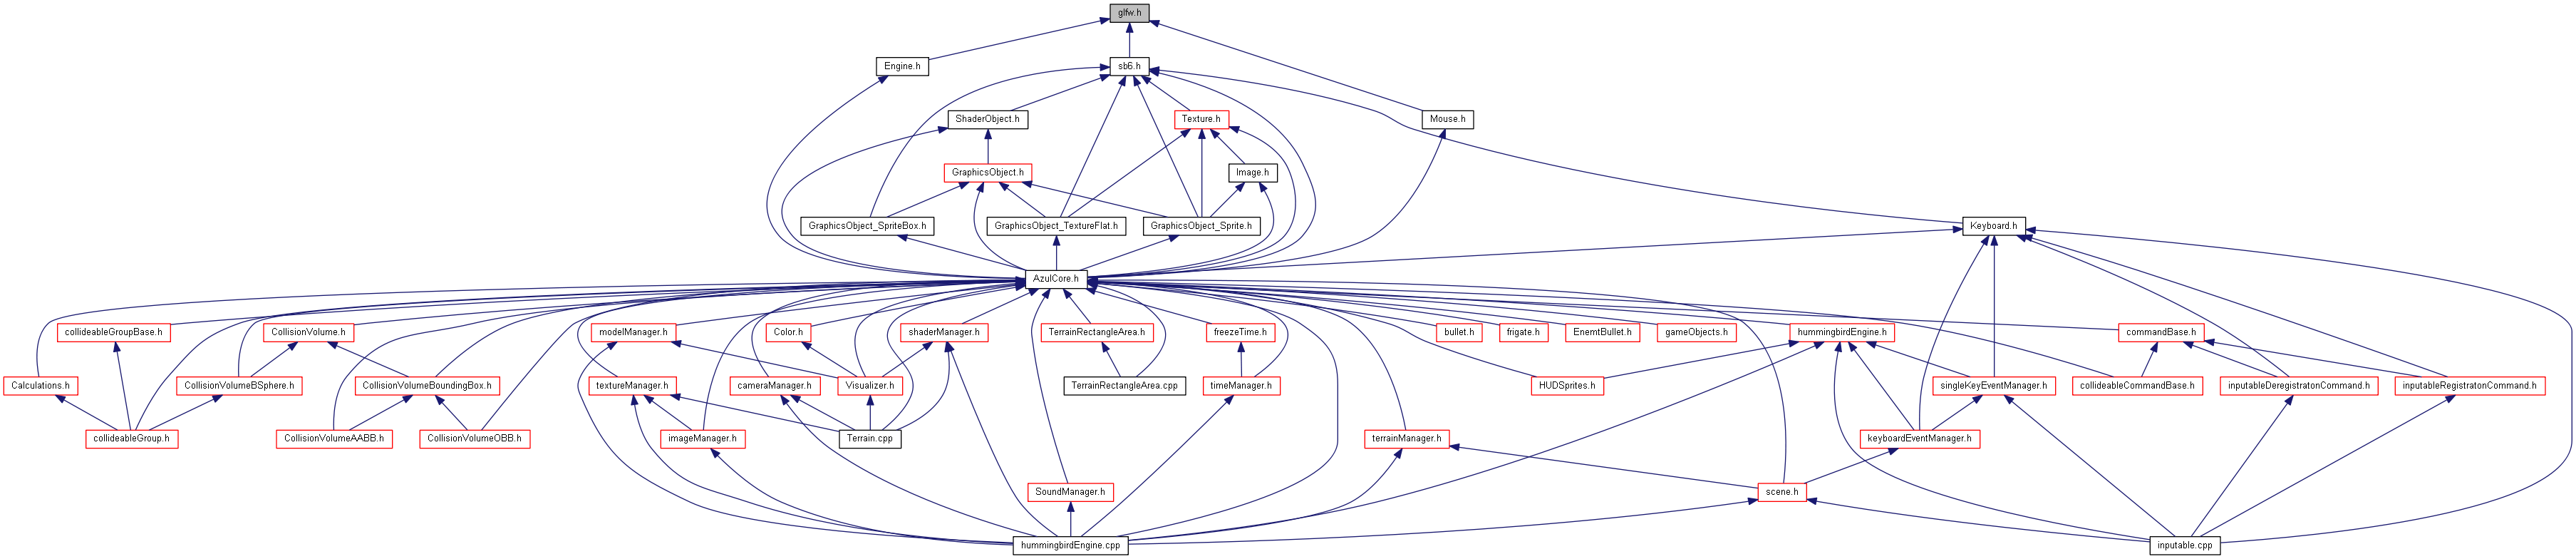 glfw.h
Engine.h
sb6.h
ShaderObject.h
Texture.h
Mouse.h
GraphicsObject.h
Image.h
GraphicsObject_SpriteBox.h
GraphicsObject_TextureFlat.h
GraphicsObject_Sprite.h
Keyboard.h
AzulCore.h
collideableGroupBase.h
CollisionVolume.h
modelManager.h
Color.h
shaderManager.h
TerrainRectangleArea.h
freezeTime.h
bullet.h
frigate.h
EnemtBullet.h
gameObjects.h
hummingbirdEngine.h
commandBase.h
Calculations.h
CollisionVolumeBSphere.h
CollisionVolumeBoundingBox.h
textureManager.h
cameraManager.h
Visualizer.h
TerrainRectangleArea.cpp
timeManager.h
HUDSprites.h
singleKeyEventManager.h
collideableCommandBase.h
inputableDeregistratonCommand.h
inputableRegistratonCommand.h
collideableGroup.h
CollisionVolumeAABB.h
CollisionVolumeOBB.h
imageManager.h
Terrain.cpp
terrainManager.h
keyboardEventManager.h
SoundManager.h
scene.h
hummingbirdEngine.cpp
inputable.cpp